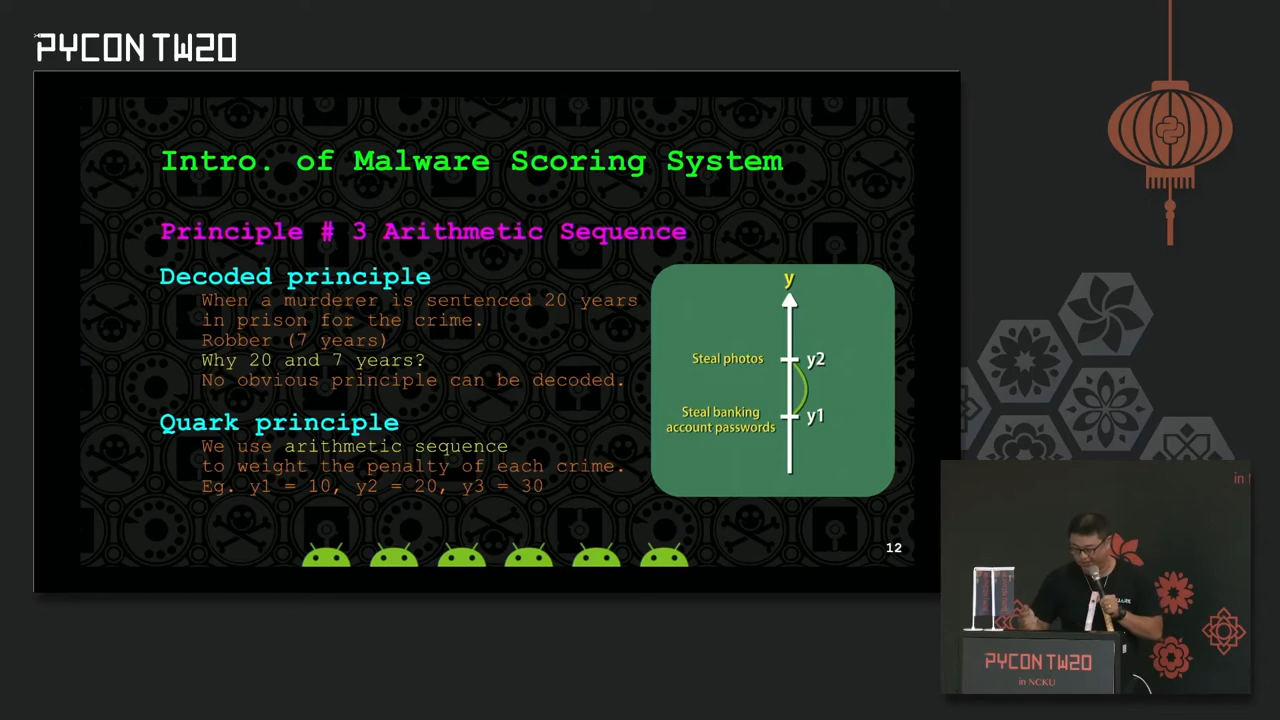 PYCON TW20
Intro. of Malware Scoring System
Principle # 3 Arithmetic Sequence
Decoded principle
When a murderer is sentenced 20 years
in prison for the crime.
Robber (7 years)
Why 20 and 7 years?
No obvious principle can be decoded.
Quark principle
We use arithmetic sequence
to weight the penalty of each crime.
Eg. y1 = 10, y2 = 20, y3 = 30
y
Steal photos
y2
Steal banking
account passwords
y1
12
in
PYCON TW20
in NCKU